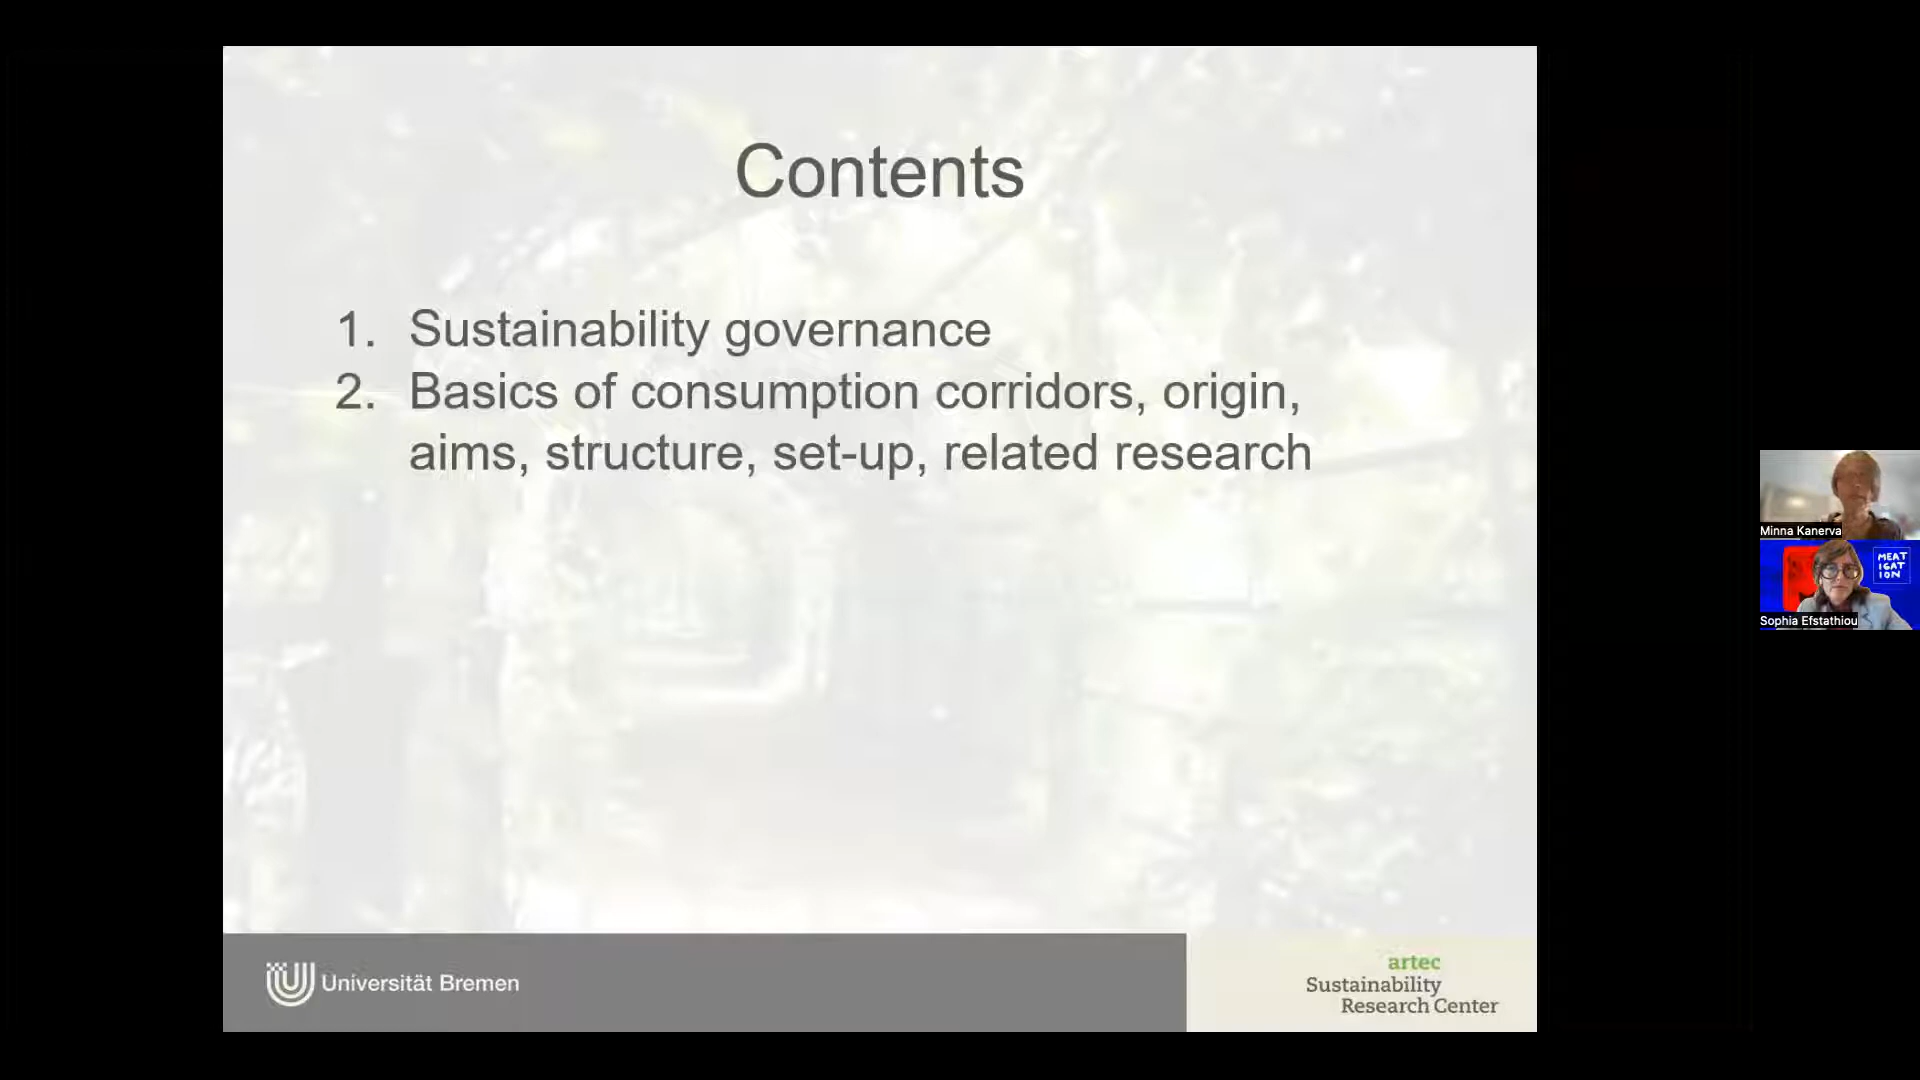 Contents
1. Sustainability governance
2. Basics of consumption corridors, origin,
aims, structure, set-up, related research
Minna Kanerva
MEAT
IGAT
ION
Sophia Efstathiou
Universität Bremen
artec
Sustainability
Research Center